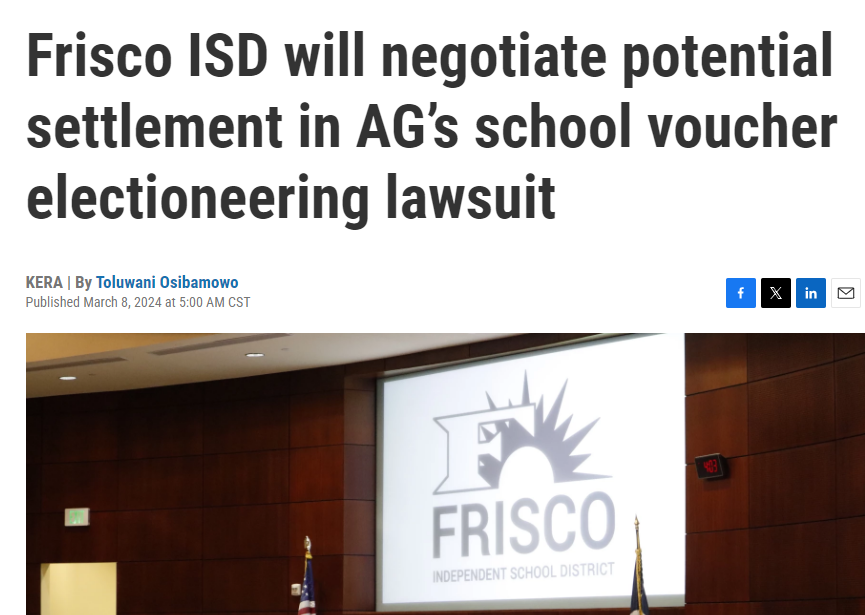 Frisco ISD will negotiate potential
settlement in AG’s school voucher
electioneering lawsuit
KERA | By Toluwani Osibamowo
Published March 8, 2024 at 5:00 AM CST
f X in
F
FRISCO
INDEPENDENT SCHOOL DISTRICT